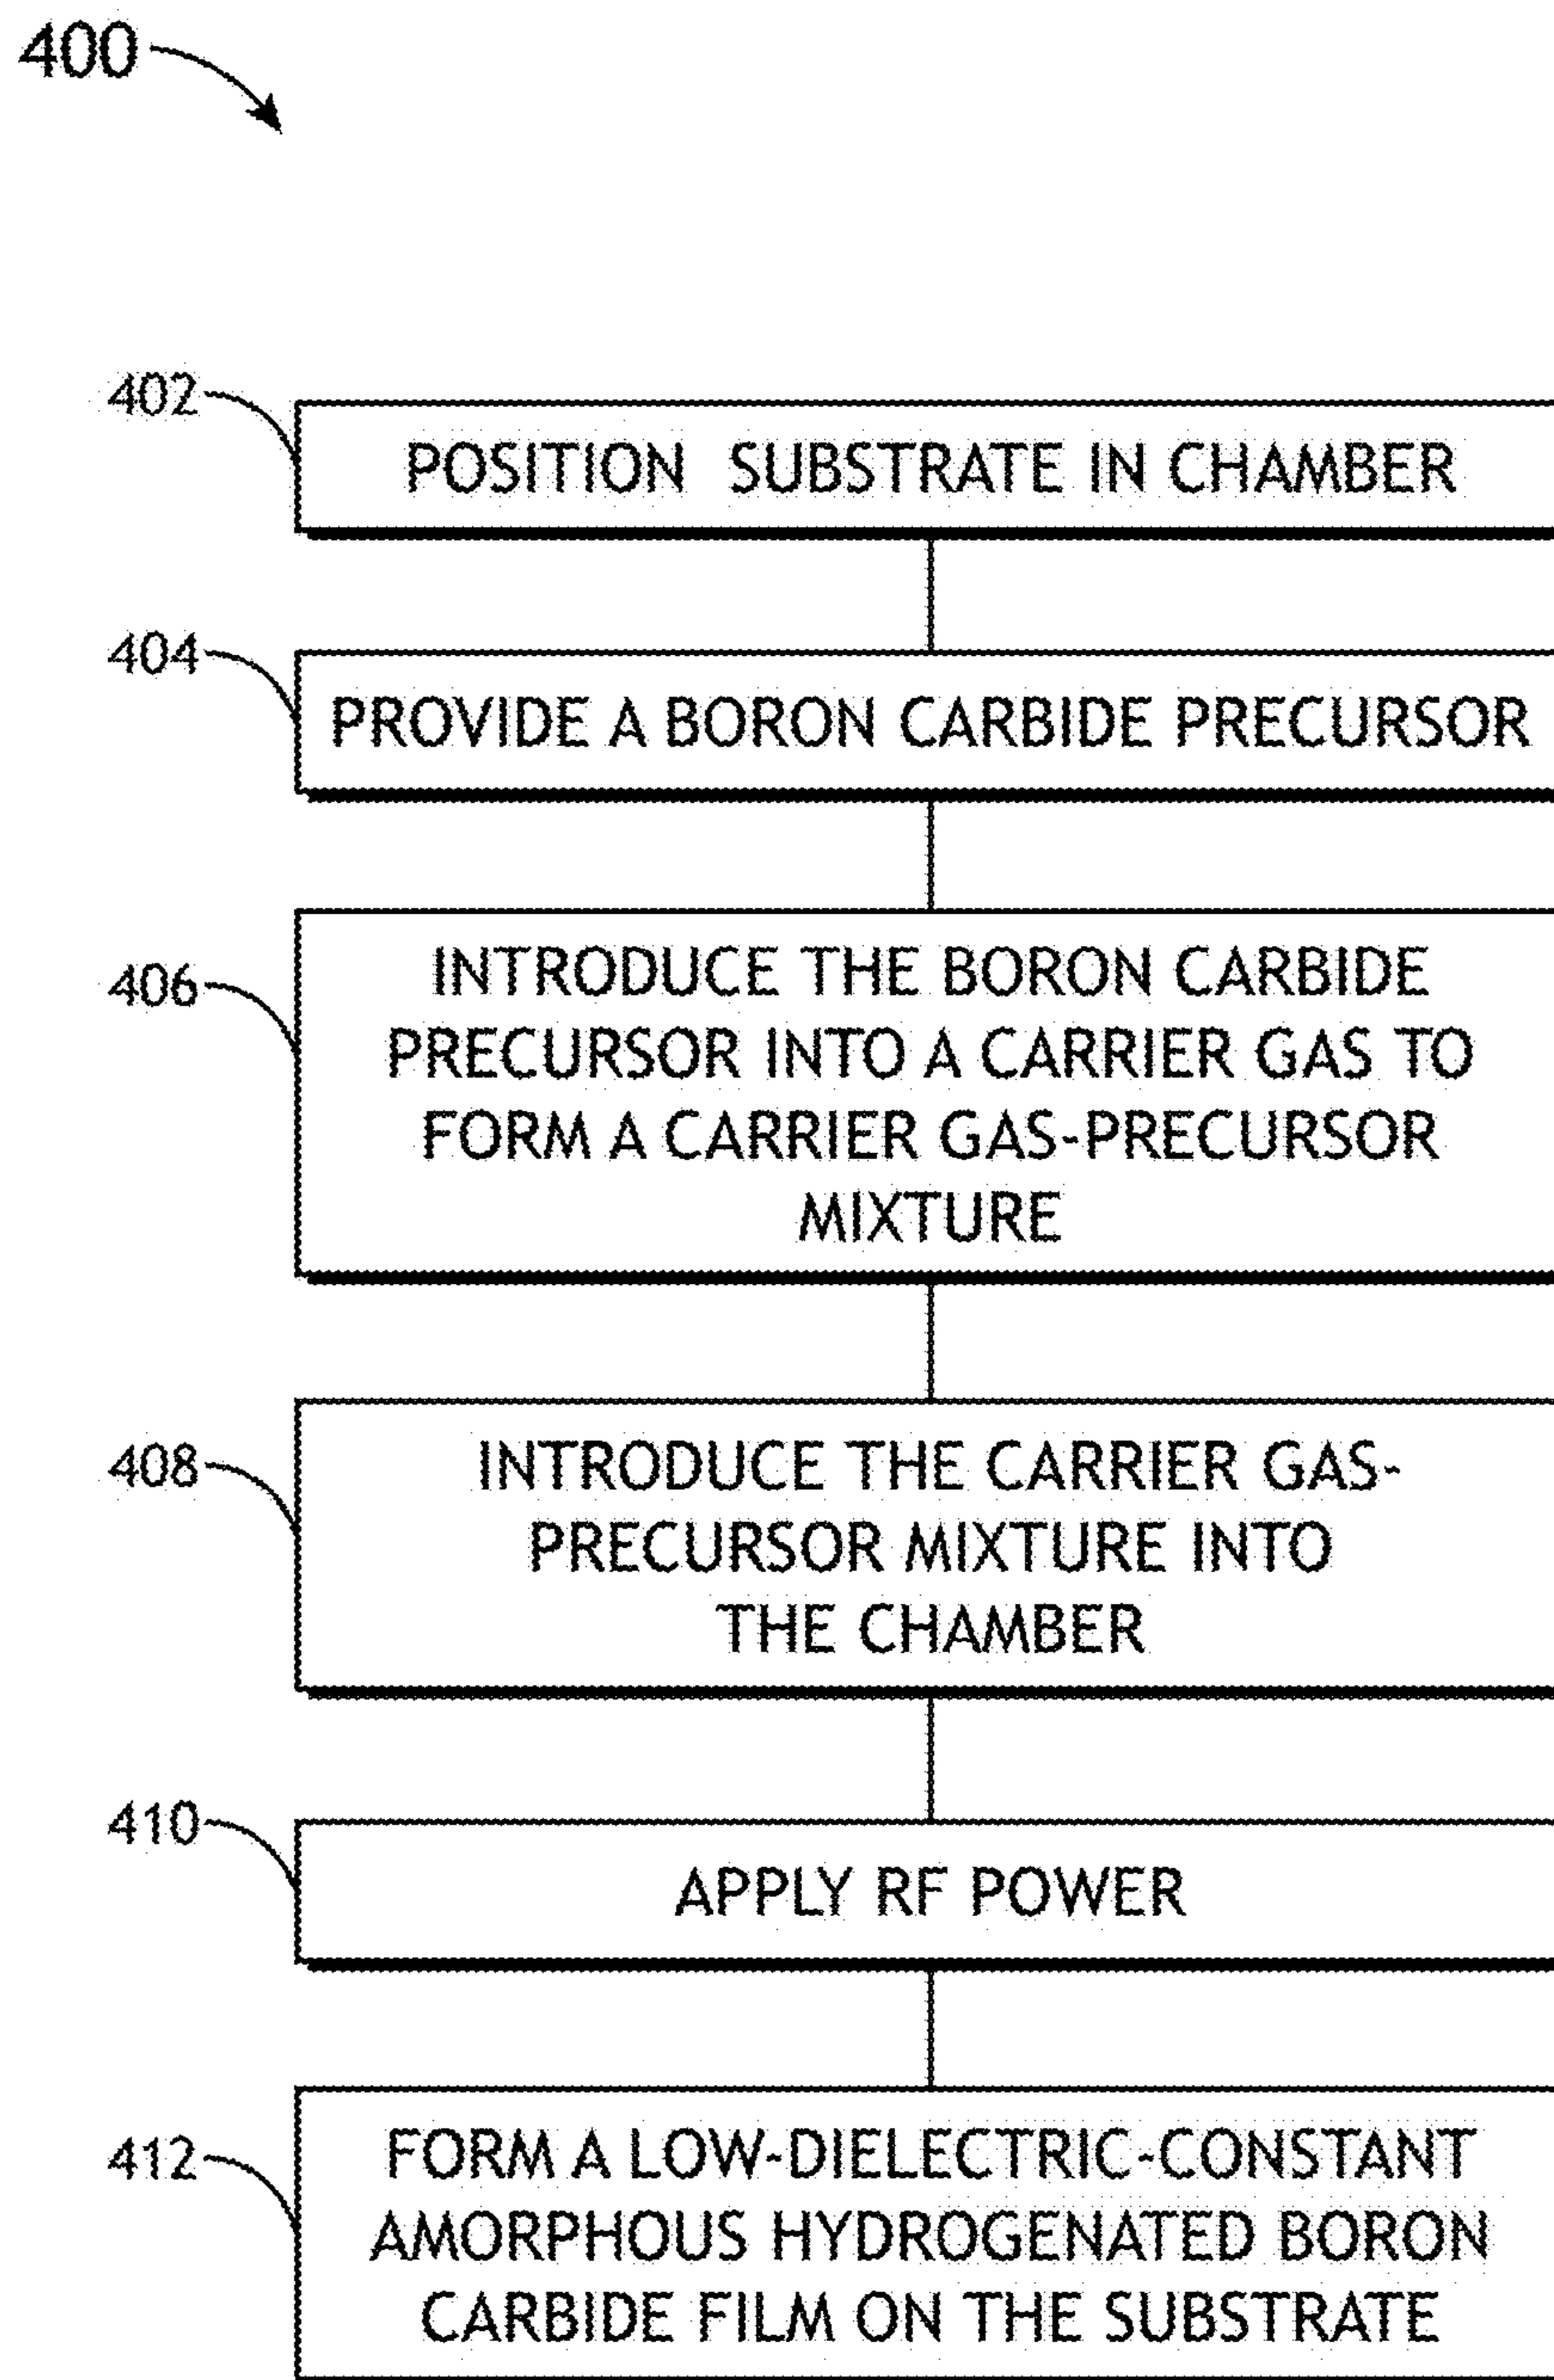 400
402
POSITION SUBSTRATE IN CHAMBER
404
PROVIDE A BORON CARBIDE PRECURSOR
406
INTRODUCE THE BORON CARBIDE
PRECURSOR INTO A CARRIER GAS TO
FORM A CARRIER GAS-PRECURSOR
MIXTURE
408
INTRODUCE THE CARRIER GAS-
PRECURSOR MIXTURE INTO
THE CHAMBER
410
APPLY RF POWER
412
FORM A LOW-DIELECTRIC-CONSTANT
AMORPHOUS HYDROGENATED BORON
CARBIDE FILM ON THE SUBSTRATE